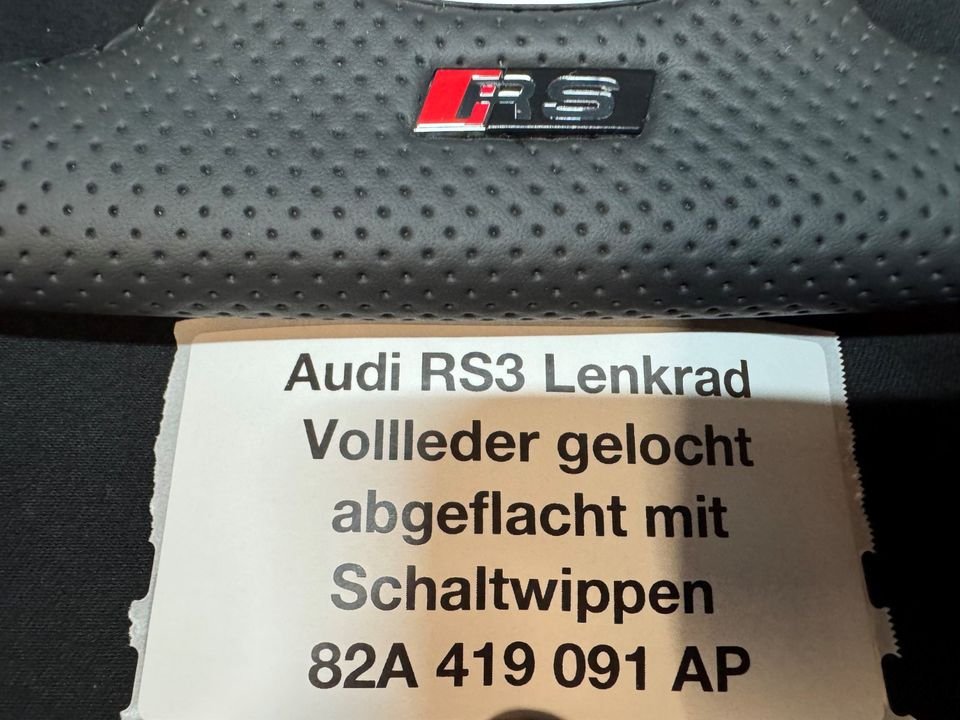 RS
Audi RS3 Lenkrad
Vollleder gelocht
abgeflacht mit
Schaltwippen
82A 419 091 AP